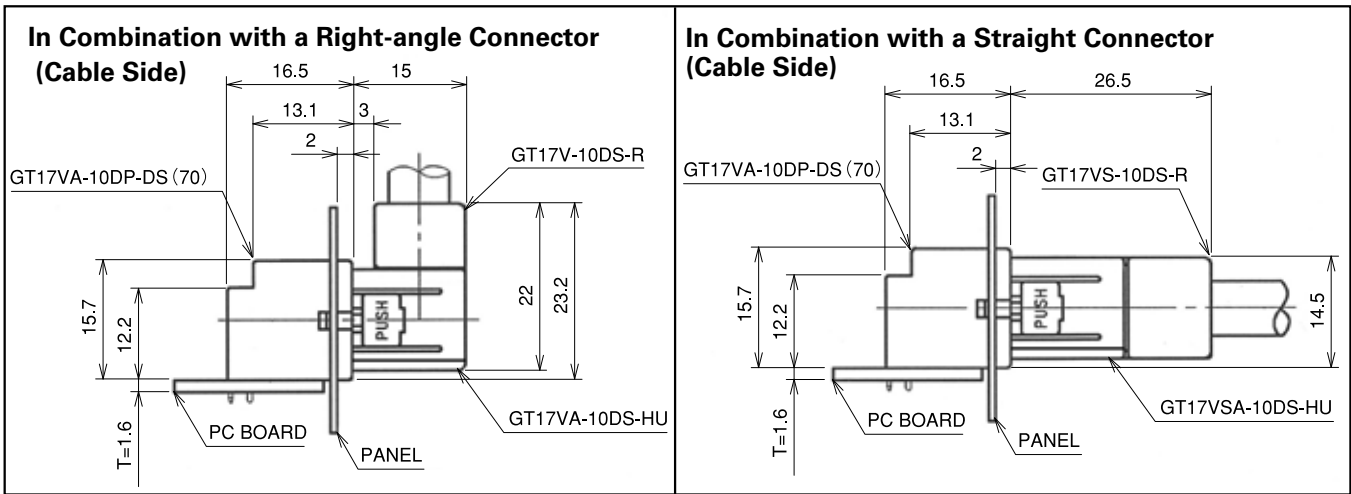 In Combination with a Right-angle Connector
(Cable Side)
16.5
15
13.1
3
2
GT17V-10DS-R
GT17VA-10DP-DS (70)
15.7
12.2
PUSH
22
23.2
GT17VA-10DS-HU
PC BOARD
T=1.6
PANEL
In Combination with a Straight Connector
(Cable Side)
16.5
26.5
13.1
2
GT17VA-10DP-DS (70)
GT17VS-10DS-R
15.7
12.2
PUSH
14.5
GT17VSA-10DS-HU
PC BOARD
T=1.6
PANEL